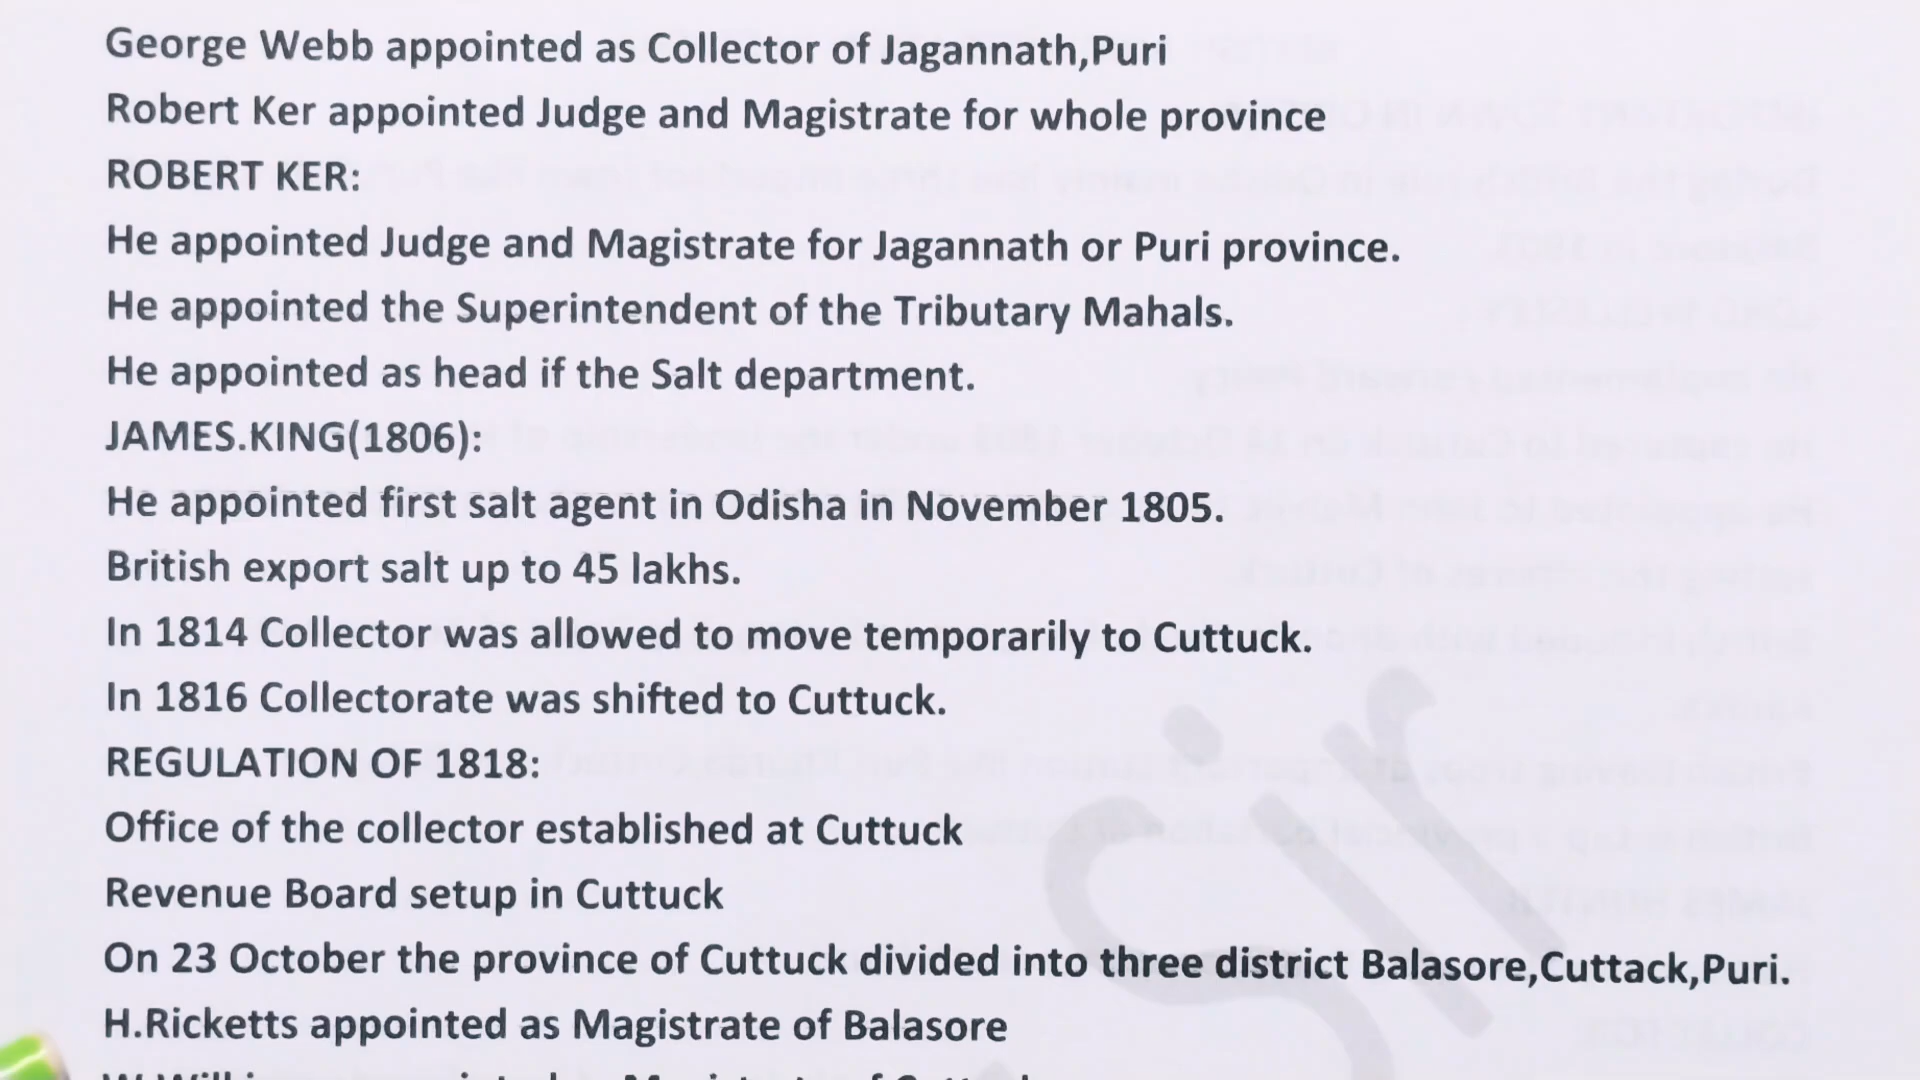 George Webb appointed as Collector of Jagannath,Puri
Robert Ker appointed Judge and Magistrate for whole province
ROBERT KER:
He appointed Judge and Magistrate for Jagannath or Puri province.
He appointed the Superintendent of the Tributary Mahals.
He appointed as head if the Salt department.
JAMES.KING(1806):
He appointed first salt agent in Odisha in November 1805.
British export salt up to 45 lakhs.
In 1814 Collector was allowed to move temporarily to Cuttuck.
In 1816 Collectorate was shifted to Cuttuck.
REGULATION OF 1818:
Office of the collector established at Cuttuck
Revenue Board setup in Cuttuck
On 23 October the province of Cuttuck divided into three district Balasore,Cuttack,Puri.
H.Ricketts appointed as Magistrate of Balasore
Sir